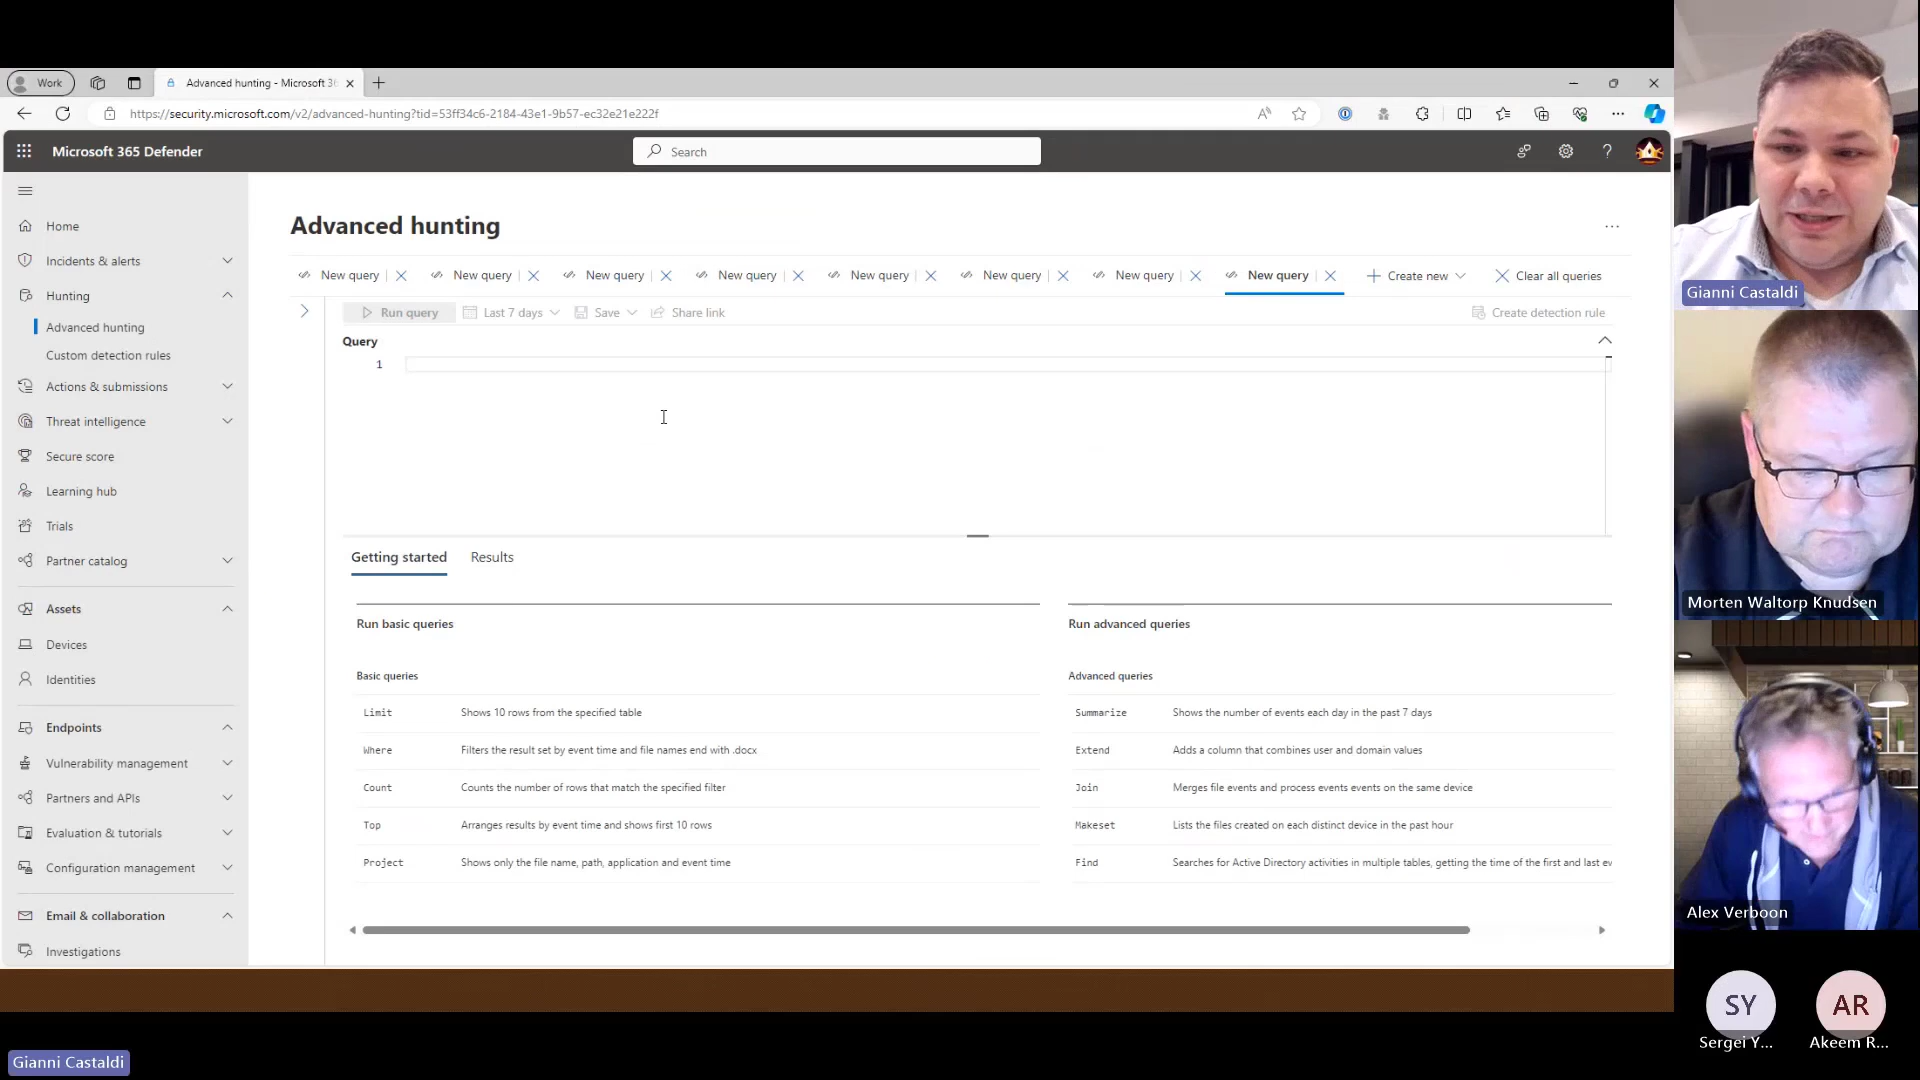 Work
Advanced hunting - Microsoft 36
https://security.microsoft.com/v2/advanced-hunting?tid=53ff34c6-2184-43e1-9b57-ec32e21e222f
Microsoft 365 Defender
Search
Home
Incidents & alerts
Hunting
Advanced hunting
Custom detection rules
Actions & submissions
Threat intelligence
Secure score
Learning hub
Trials
Partner catalog
Assets
Devices
Identities
Endpoints
Vulnerability management
Partners and APIs
Evaluation & tutorials
Configuration management
Email & collaboration
Investigations
Advanced hunting
New query New query New query New query New query New query New query New query Create new Clear all queries
Run query Last 7 days Save Share link Create detection rule
Query
1
Getting started Results
Run basic queries
Basic queries
Limit Shows 10 rows from the specified table
Where Filters the result set by event time and file names end with .docx
Count Counts the number of rows that match the specified filter
Top Arranges results by event time and shows first 10 rows
Project Shows only the file name, path, application and event time
Run advanced queries
Advanced queries
Summarize Shows the number of events each day in the past 7 days
Extend Adds a column that combines user and domain values
Join Merges file events and process events events on the same device
Makeset Lists the files created on each distinct device in the past hour
Find Searches for Active Directory activities in multiple tables, getting the time of the first and last ev
Gianni Castaldi
Morten Waltorp Knudsen
Alex Verboon
SY AR
Sergei Y... Akeem R...
Gianni Castaldi